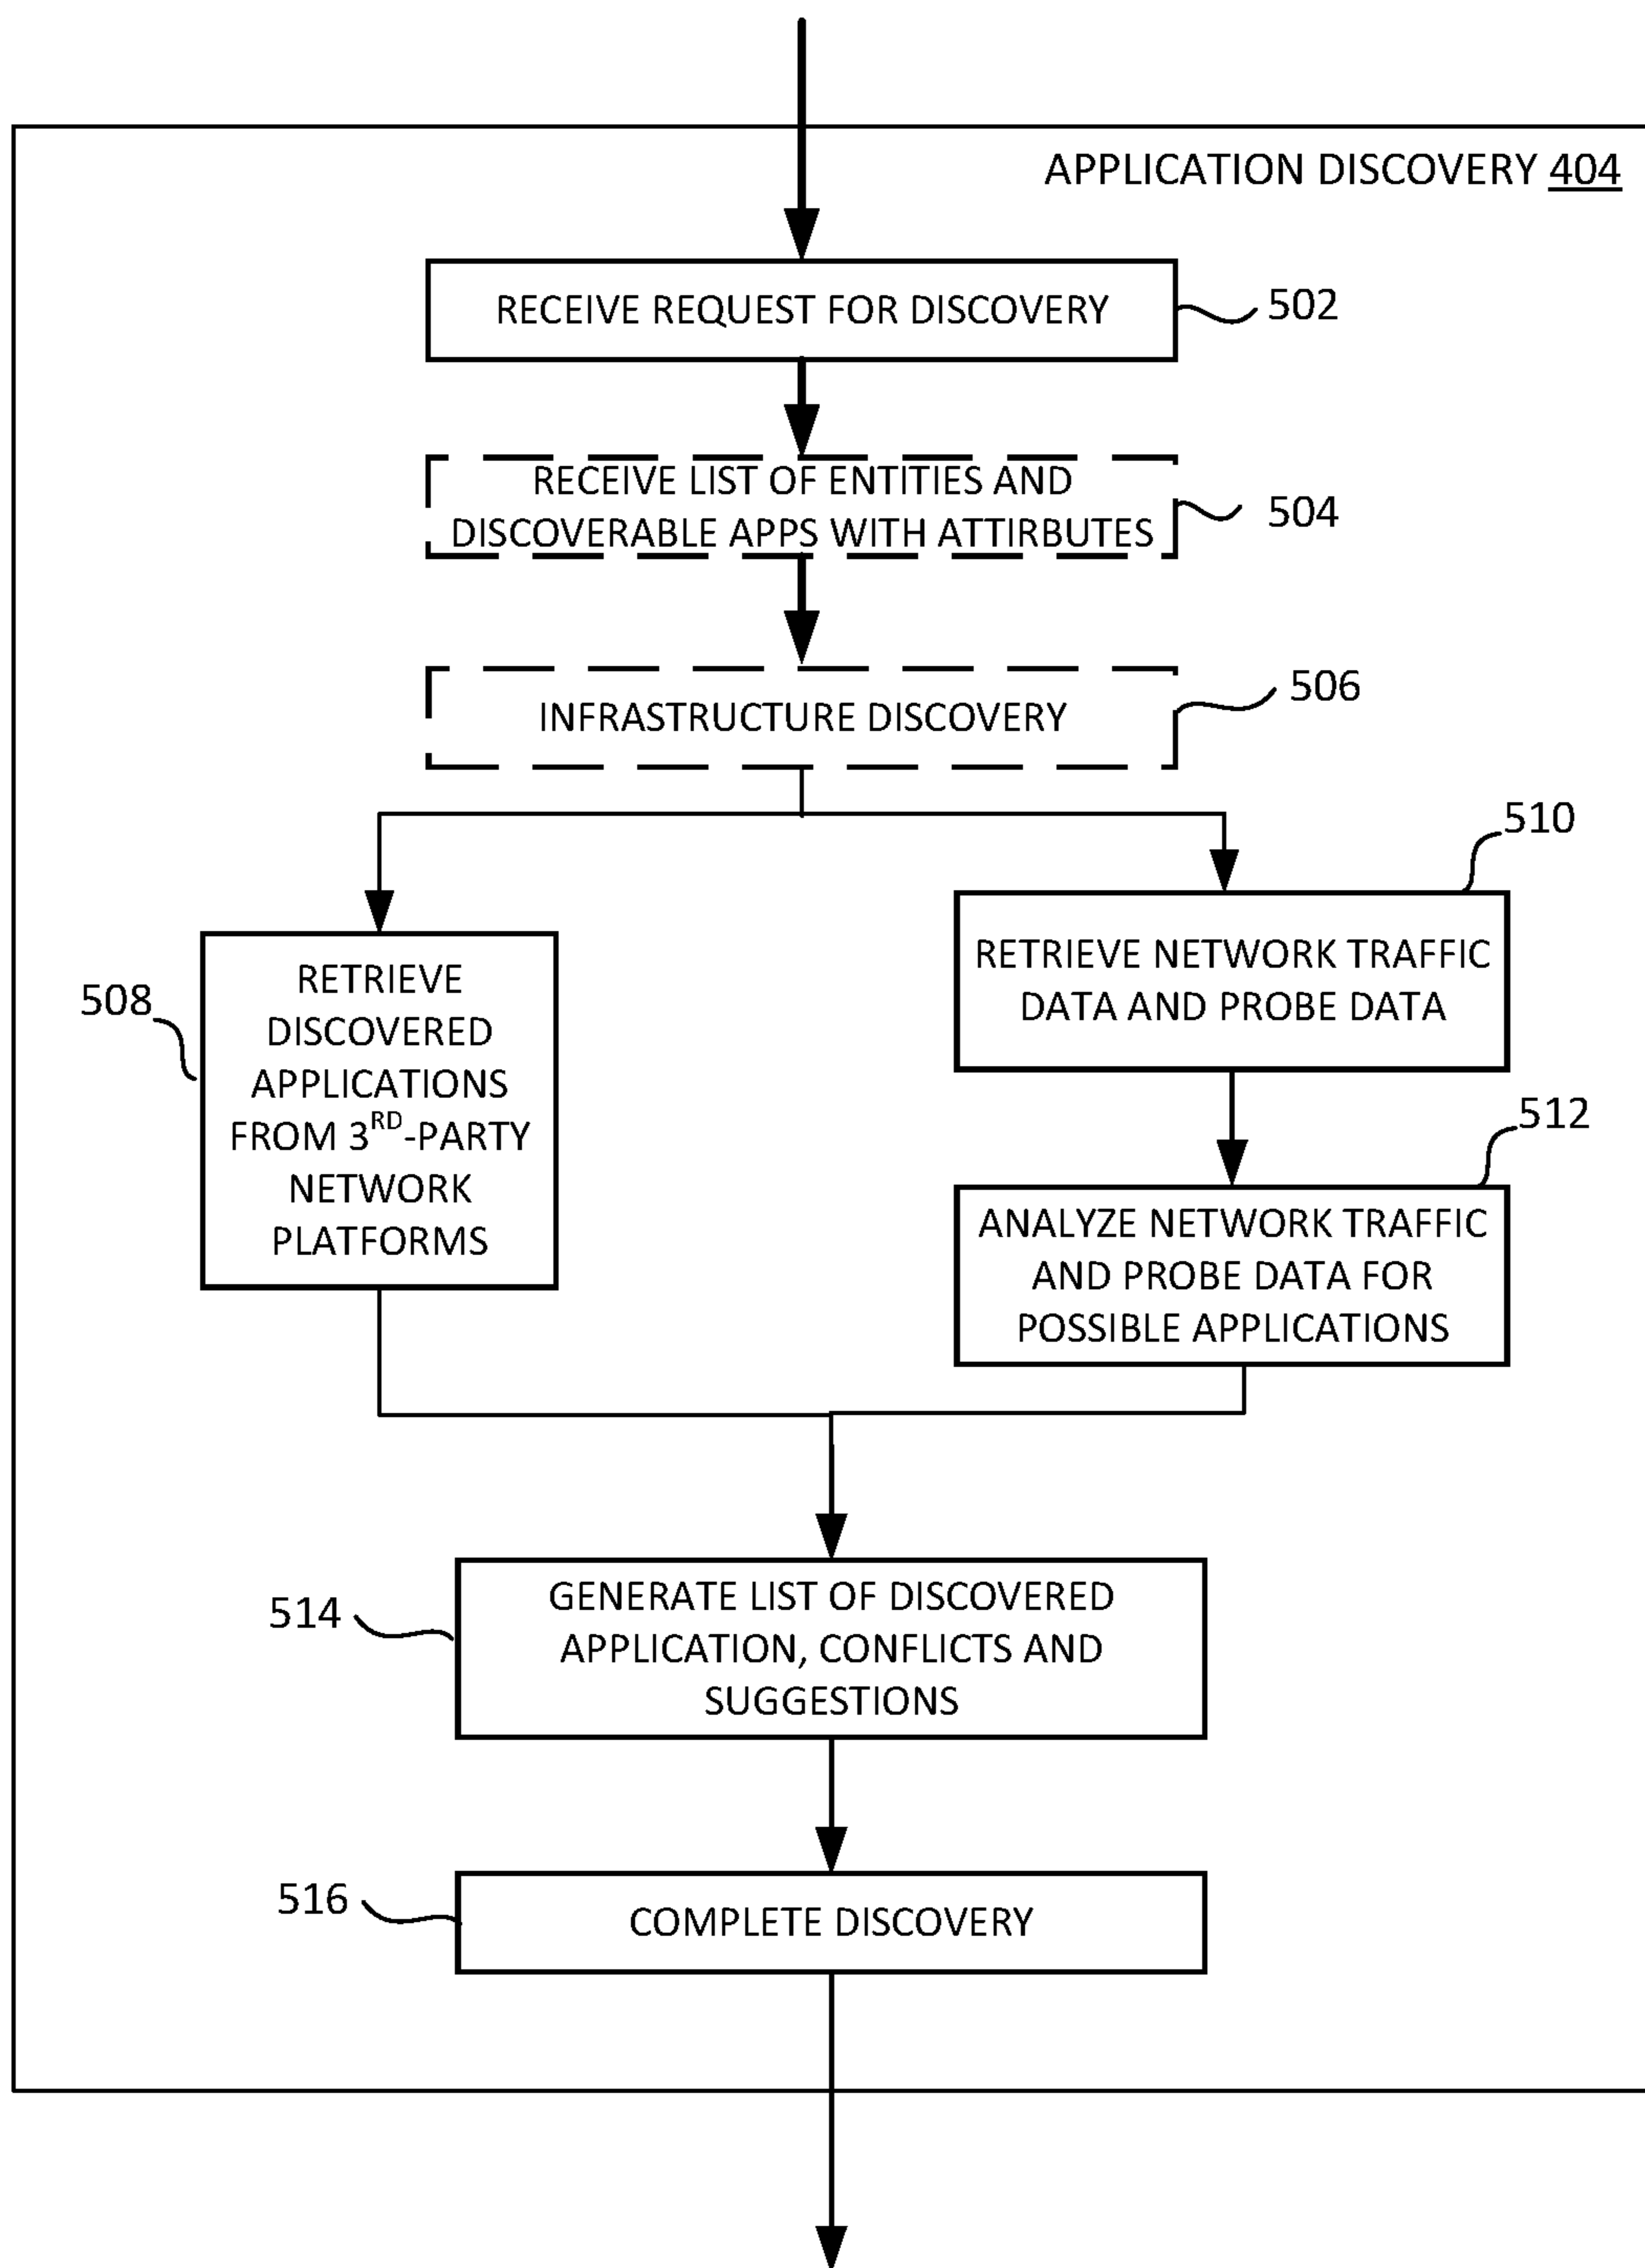 APPLICATION DISCOVERY 404
RECEIVE REQUEST FOR DISCOVERY
502
RECEIVE LIST OF ENTITIES AND
DISCOVERABLE APPS WITH ATTIRBUTES
504
INFRASTRUCTURE DISCOVERY
506
508
RETRIEVE
DISCOVERED
APPLICATIONS
FROM 3RD-PARTY
NETWORK
PLATFORMS
510
RETRIEVE NETWORK TRAFFIC
DATA AND PROBE DATA
512
ANALYZE NETWORK TRAFFIC
AND PROBE DATA FOR
POSSIBLE APPLICATIONS
514
GENERATE LIST OF DISCOVERED
APPLICATION, CONFLICTS AND
SUGGESTIONS
516
COMPLETE DISCOVERY